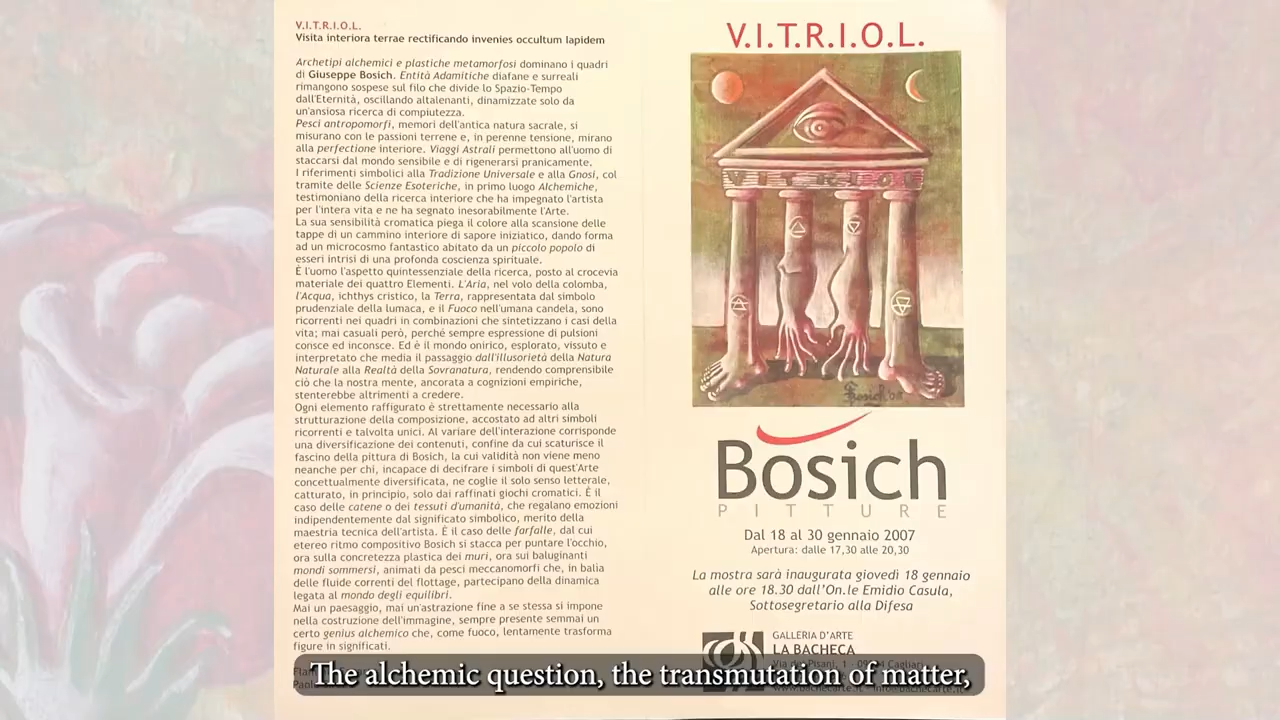 V.I.T.R.I.O.L.
Visita interiora terrae rectificando invenies occultum lapidem
Archetipi alchemici e plastiche metamorfosi dominano i quadri
di Giuseppe Bosich. Entità Adamitiche diafane e surreali
rimangono sospese sul filo che divide lo Spazio-Tempo
dall'Eternità, oscillando altalenanti, dinamizzate solo da
un'ansiosa ricerca di compiutezza.
Pesci antropomorfi, memori dell'antica natura sacrale, si
misurano con le passioni terrene e, in perenne tensione, mirano
alla perfectione interiore. Viaggi Astrali permettono all'uomo di
staccarsi dal mondo sensibile e di rigenerarsi pranicamente.
I riferimenti simbolici alla Tradizione Universale e alla Gnosi, col
tramite delle Scienze Esoteriche, in primo luogo Alchemiche,
testimoniano della ricerca interiore che ha impegnato l'artista
per l'intera vita e ne ha segnato inesorabilmente l'Arte.
La sua sensibilità cromatica piega il colore alla scansione delle
tappe di un cammino interiore di sapore iniziatico, dando forma
ad un microcosmo fantastico abitato da un piccolo popolo di
esseri intrisi di una profonda coscienza spirituale.
È l'uomo l'aspetto quintessenziale della ricerca, posto al crocevia
materiale dei quattro Elementi. L'Aria, nel volo della colomba,
l'Acqua, ichthys cristico, la Terra, rappresentata dal simbolo
prudenziale della lumaca, e il Fuoco nell'umana candela, sono
ricorrenti nei quadri in combinazioni che sintetizzano i casi della
vita; mai casuali però, perchè sempre espressione di pulsioni
consce ed inconsce. Ed è il mondo onirico, esplorato, vissuto e
interpretato che media il passaggio dall'illusorietà della Natura
Naturale alla Realtà della Sovranatura, rendendo comprensibile
ciò che la nostra mente, ancorata a cognizioni empiriche,
stenterebbe altrimenti a credere.
Ogni elemento raffigurato è strettamente necessario alla
strutturazione della composizione, accostato ad altri simboli
ricorrenti e talvolta unici. Al variare dell'interazione corrisponde
una diversificazione dei contenuti, confine da cui scaturisce il
fascino della pittura di Bosich, la cui validità non viene meno
neanche per chi, incapace di decifrare i simboli di quest'Arte
concettualmente diversificata, ne coglie il solo senso letterale,
catturato, in principio, solo dai raffinati giochi cromatici. È il
caso delle catene o dei tessuti d'umanità, che regalano emozioni
indipendentemente dal significato simbolico, merito della
maestria tecnica dell'artista. È il caso delle farfalle, dal cui
etereo ritmo compositivo Bosich si stacca per puntare l'occhio,
ora sulla concretezza plastica dei muri, ora sui baluginanti
mondi sommersi, animati da pesci meccanomorfi che, in balia
delle fluide correnti del flottage, partecipano della dinamica
legata al mondo degli equilibri.
Mai un paesaggio, mai un'astrazione fine a se stessa si impone
nella costruzione dell'immagine, sempre presente semmai un
certo genius alchemico che, come fuoco, lentamente trasforma
figure in significati.
V.I.T.R.I.O.L.
VITRIOL
Bosich
Bosich
PITTURE
Dal 18 al 30 gennaio 2007
Apertura: dalle 17,30 alle 20,30
La mostra sarà inaugurata giovedì 18 gennaio
alle ore 18.30 dall'On.le Emidio Casula,
Sottosegretario alla Difesa
GALLERIA D'ARTE
LA BACHECA
The alchemic question, the transmutation of matter,